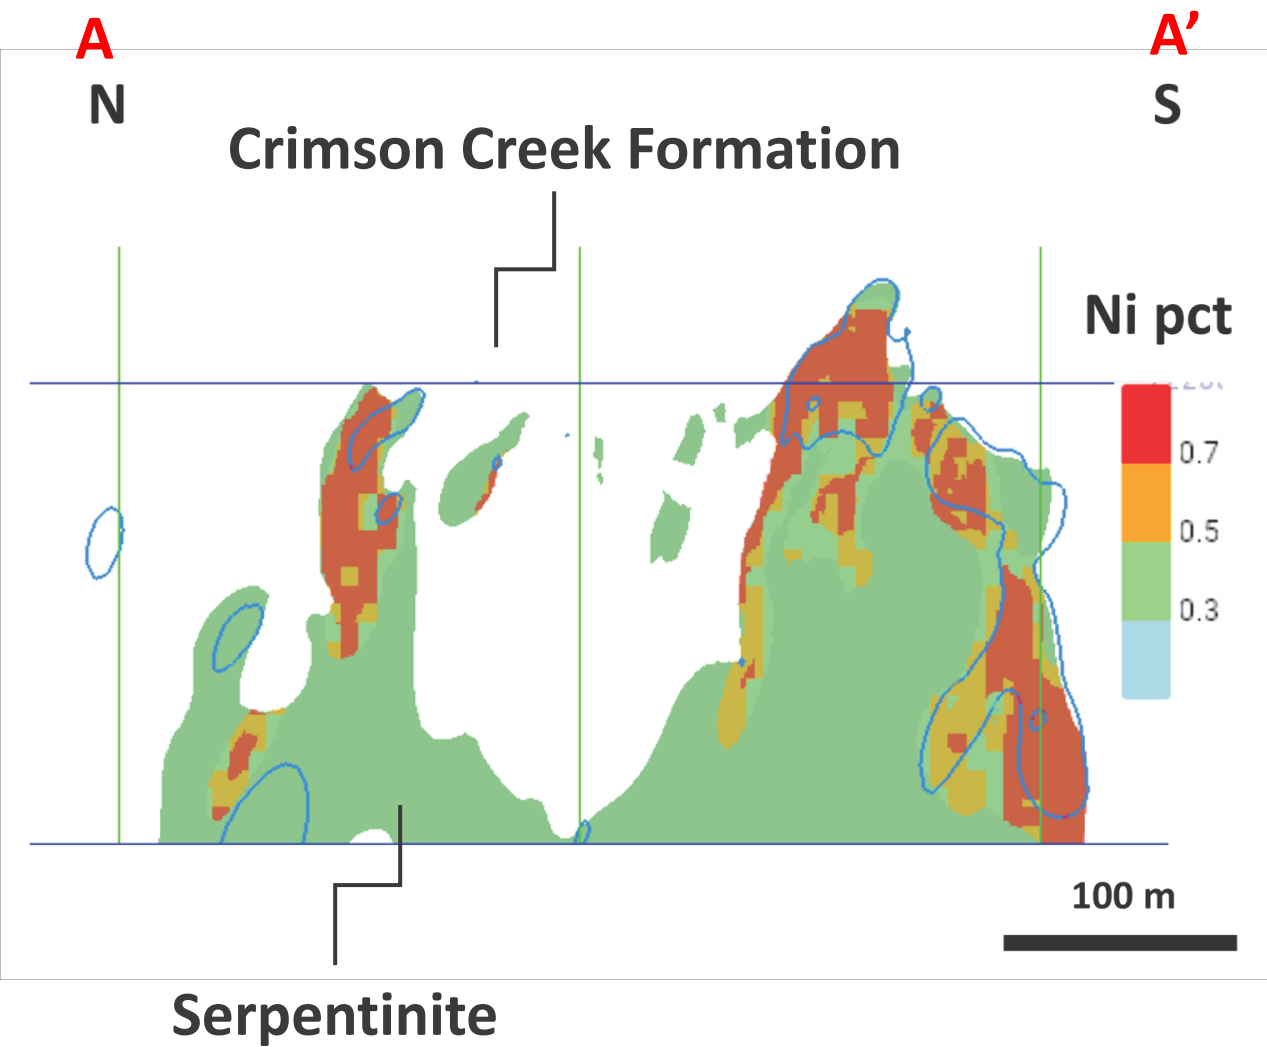 A
A’
N
S
Crimson Creek Formation
Ni pct
0.7
0.5
0.3
100 m
Serpentinite